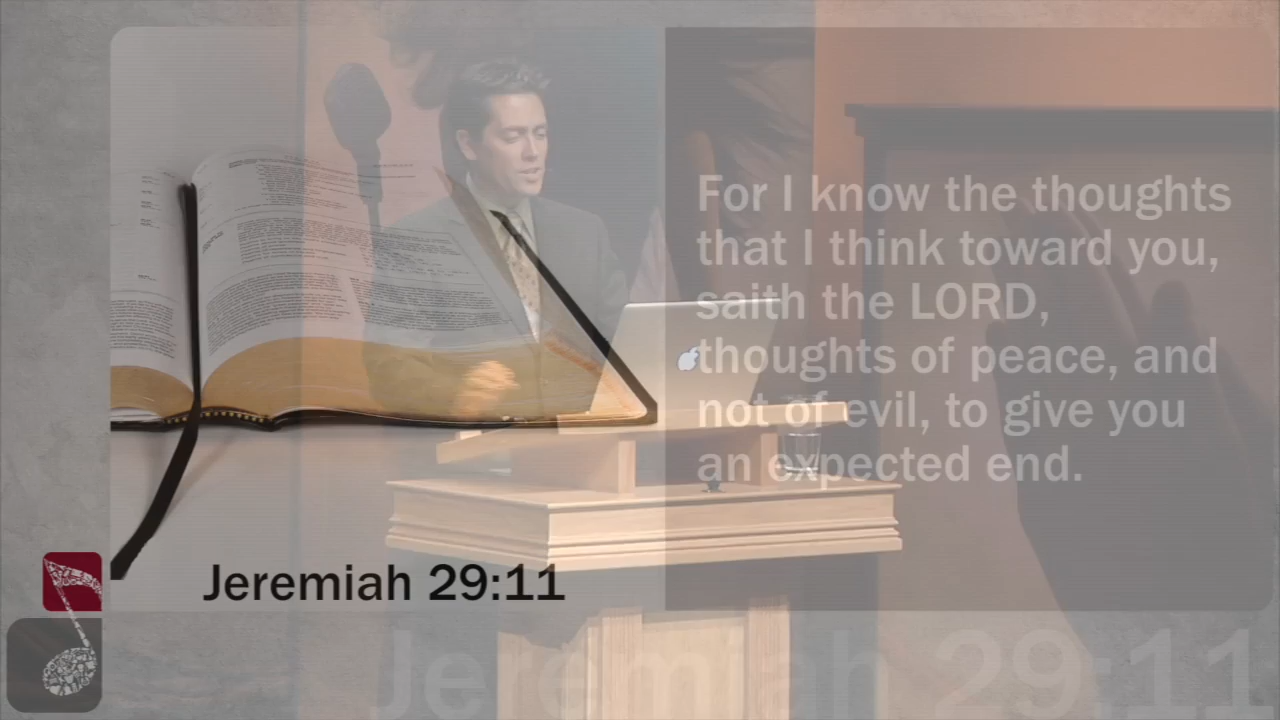 For I know the thoughts
that I think toward you,
saith the LORD,
thoughts of peace, and
not of evil, to give you
an expected end.
Jeremiah 29:11
Jeremiah 29:11